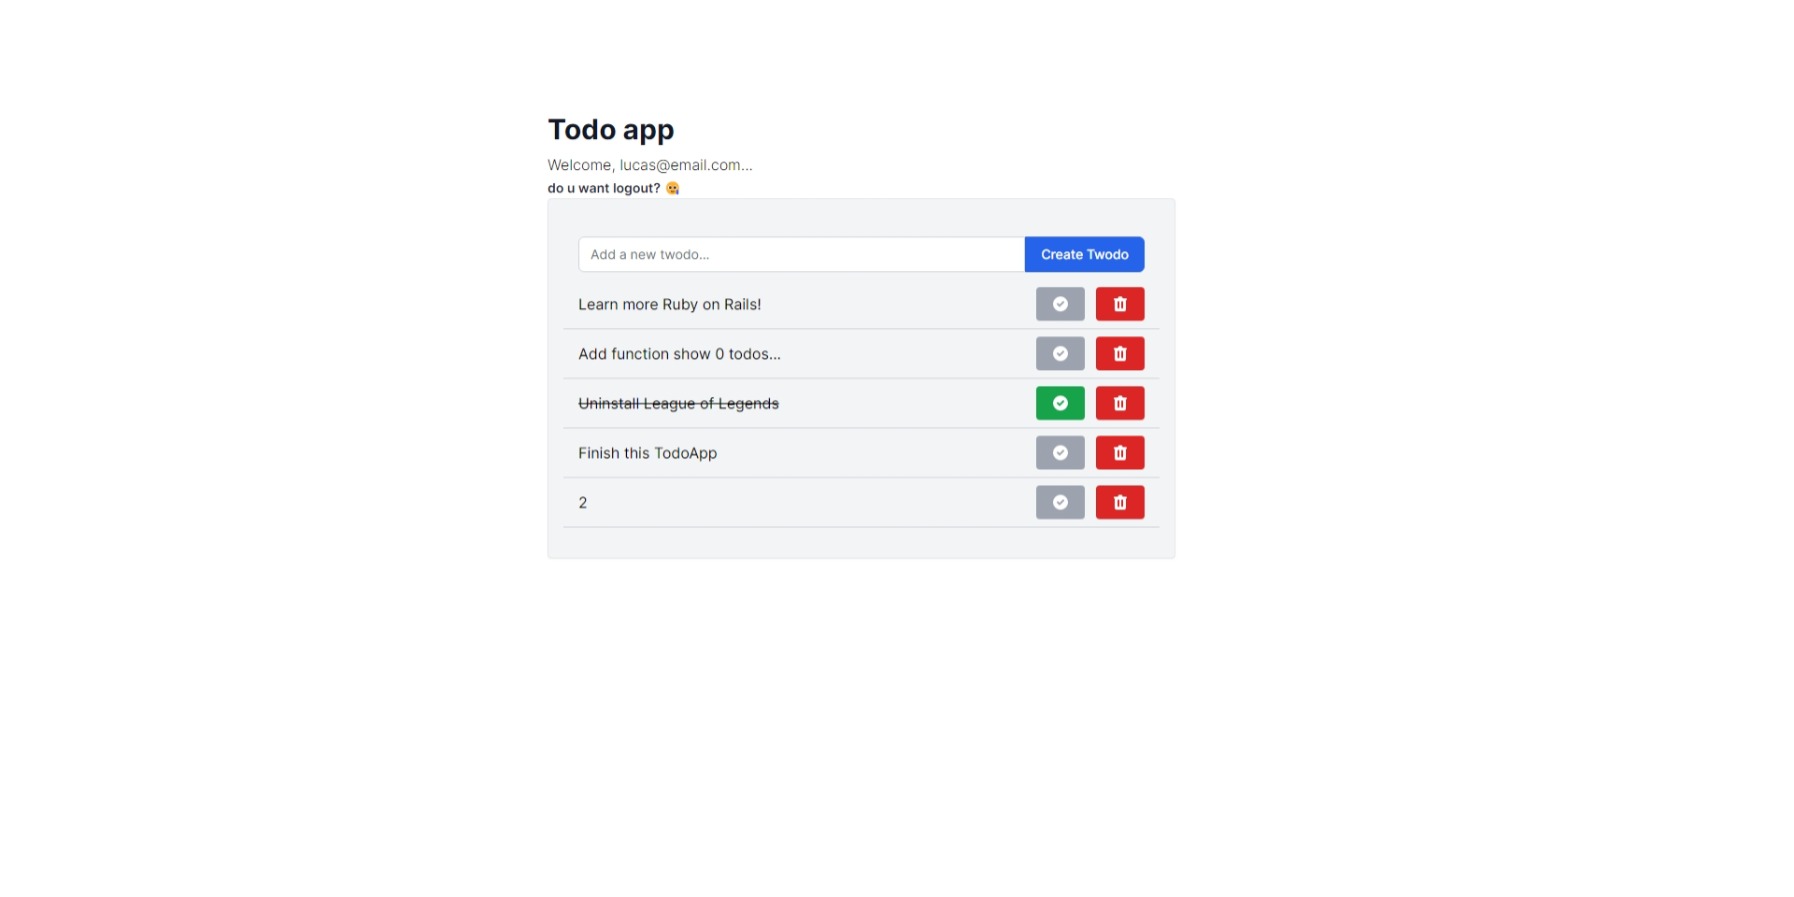 Todo app
Welcome, lucas@email.com...
do u want logout? 🤐
Add a new twodo...
Create Twodo
Learn more Ruby on Rails!
Add function show 0 todos...
Uninstall League of Legends
Finish this TodoApp
2